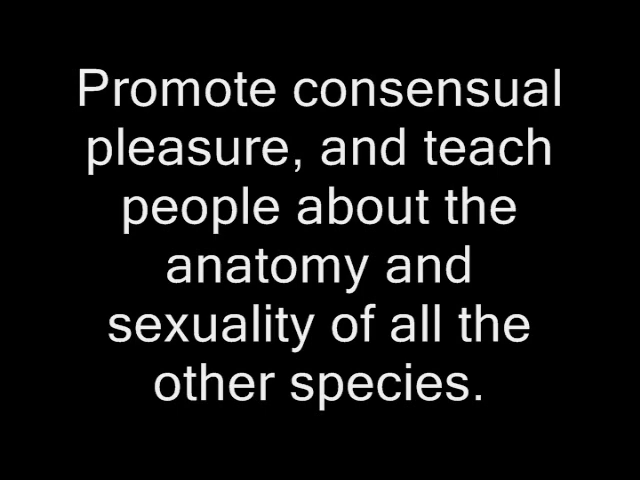 Promote consensual
pleasure, and teach
people about the
anatomy and
sexuality of all the
other species.